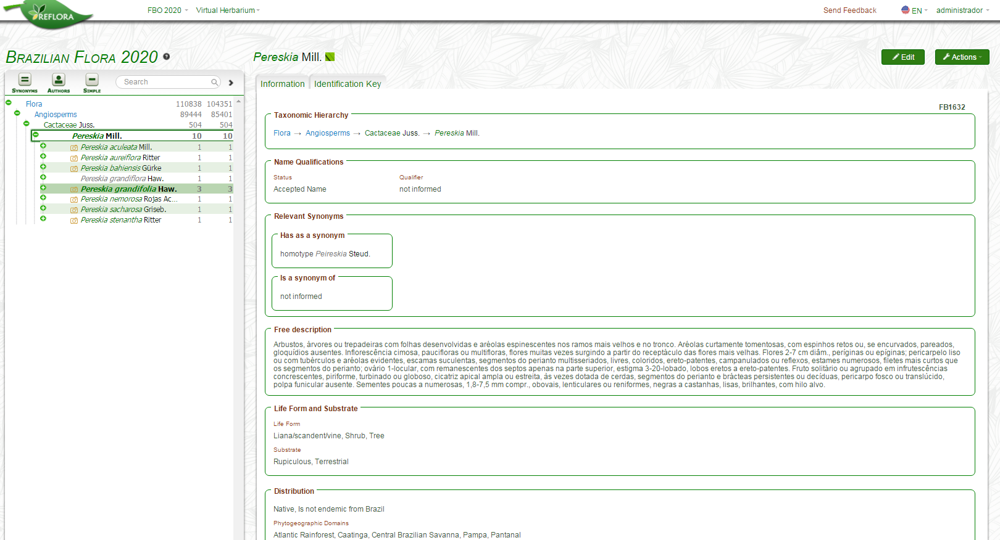 REFLORA
FBO 2020
Virtual Herbarium
Send Feedback
EN
administrador
BRAZILIAN FLORA 2020
SYNONYMS AUTHORS SIMPLE
Search
Flora 110838 104351
Angiosperms 89444 85401
Cactaceae Juss. 504 504
Pereskia Mill. 10 10
Pereskia aculeata Mill. 1 1
Pereskia aureiflora Ritter 1 1
Pereskia bahiensis Gürke 1 1
Pereskia grandiflora Haw. 1 1
Pereskia grandifolia Haw. 3 3
Pereskia nemorosa Rojas Ac... 1 1
Pereskia sacharosa Griseb. 1 1
Pereskia stenantha Ritter 1 1
Pereskia Mill.
Edit
Actions
Information
Identification Key
FB1632
Taxonomic Hierarchy
Flora → Angiosperms → Cactaceae Juss. → Pereskia Mill.
Name Qualifications
Status Qualifier
Accepted Name not informed
Relevant Synonyms
Has as a synonym
homotype Peireskia Steud.
Is a synonym of
not informed
Free description
Arbustos, árvores ou trepadeiras com folhas desenvolvidas e aréolas espinescentes nos ramos mais velhos e no tronco. Aréolas curtamente tomentosas, com espinhos retos ou, se encurvados, pareados,
gloquídios ausentes. Inflorescência cimosa, paucifloras ou multifloras, flores muitas vezes surgindo a partir do receptáculo das flores mais velhas. Flores 2-7 cm diâm., períginas ou epíginas; pericarpelo liso
ou com tubérculos e aréolas evidentes, escamas suculentas, segmentos do perianto multisseriados, livres, coloridos, ereto-patentes, campanulados ou reflexos, estames numerosos, filetes mais curtos que
os segmentos do perianto; ovário 1-locular, com remanescentes dos septos apenas na parte superior, estigma 3-20-lobado, lobos eretos a ereto-patentes. Fruto solitário ou agrupado em infrutescências
concrescentes, piriforme, turbinado ou globoso, cicatriz apical ampla ou estreita, às vezes dotada de cerdas, segmentos do perianto e brácteas persistentes ou decíduas, pericarpo fosco ou translúcido,
polpa funicular ausente. Sementes poucas a numerosas, 1,8-7,5 mm compr., obovais, lenticulares ou reniformes, negras a castanhas, lisas, brilhantes, com hilo alvo.
Life Form and Substrate
Life Form
Liana/scandent/vine, Shrub, Tree
Substrate
Rupiculous, Terrestrial
Distribution
Native, Is not endemic from Brazil
Phytogeographic Domains
Atlantic Rainforest, Caatinga, Central Brazilian Savanna, Pampa, Pantanal